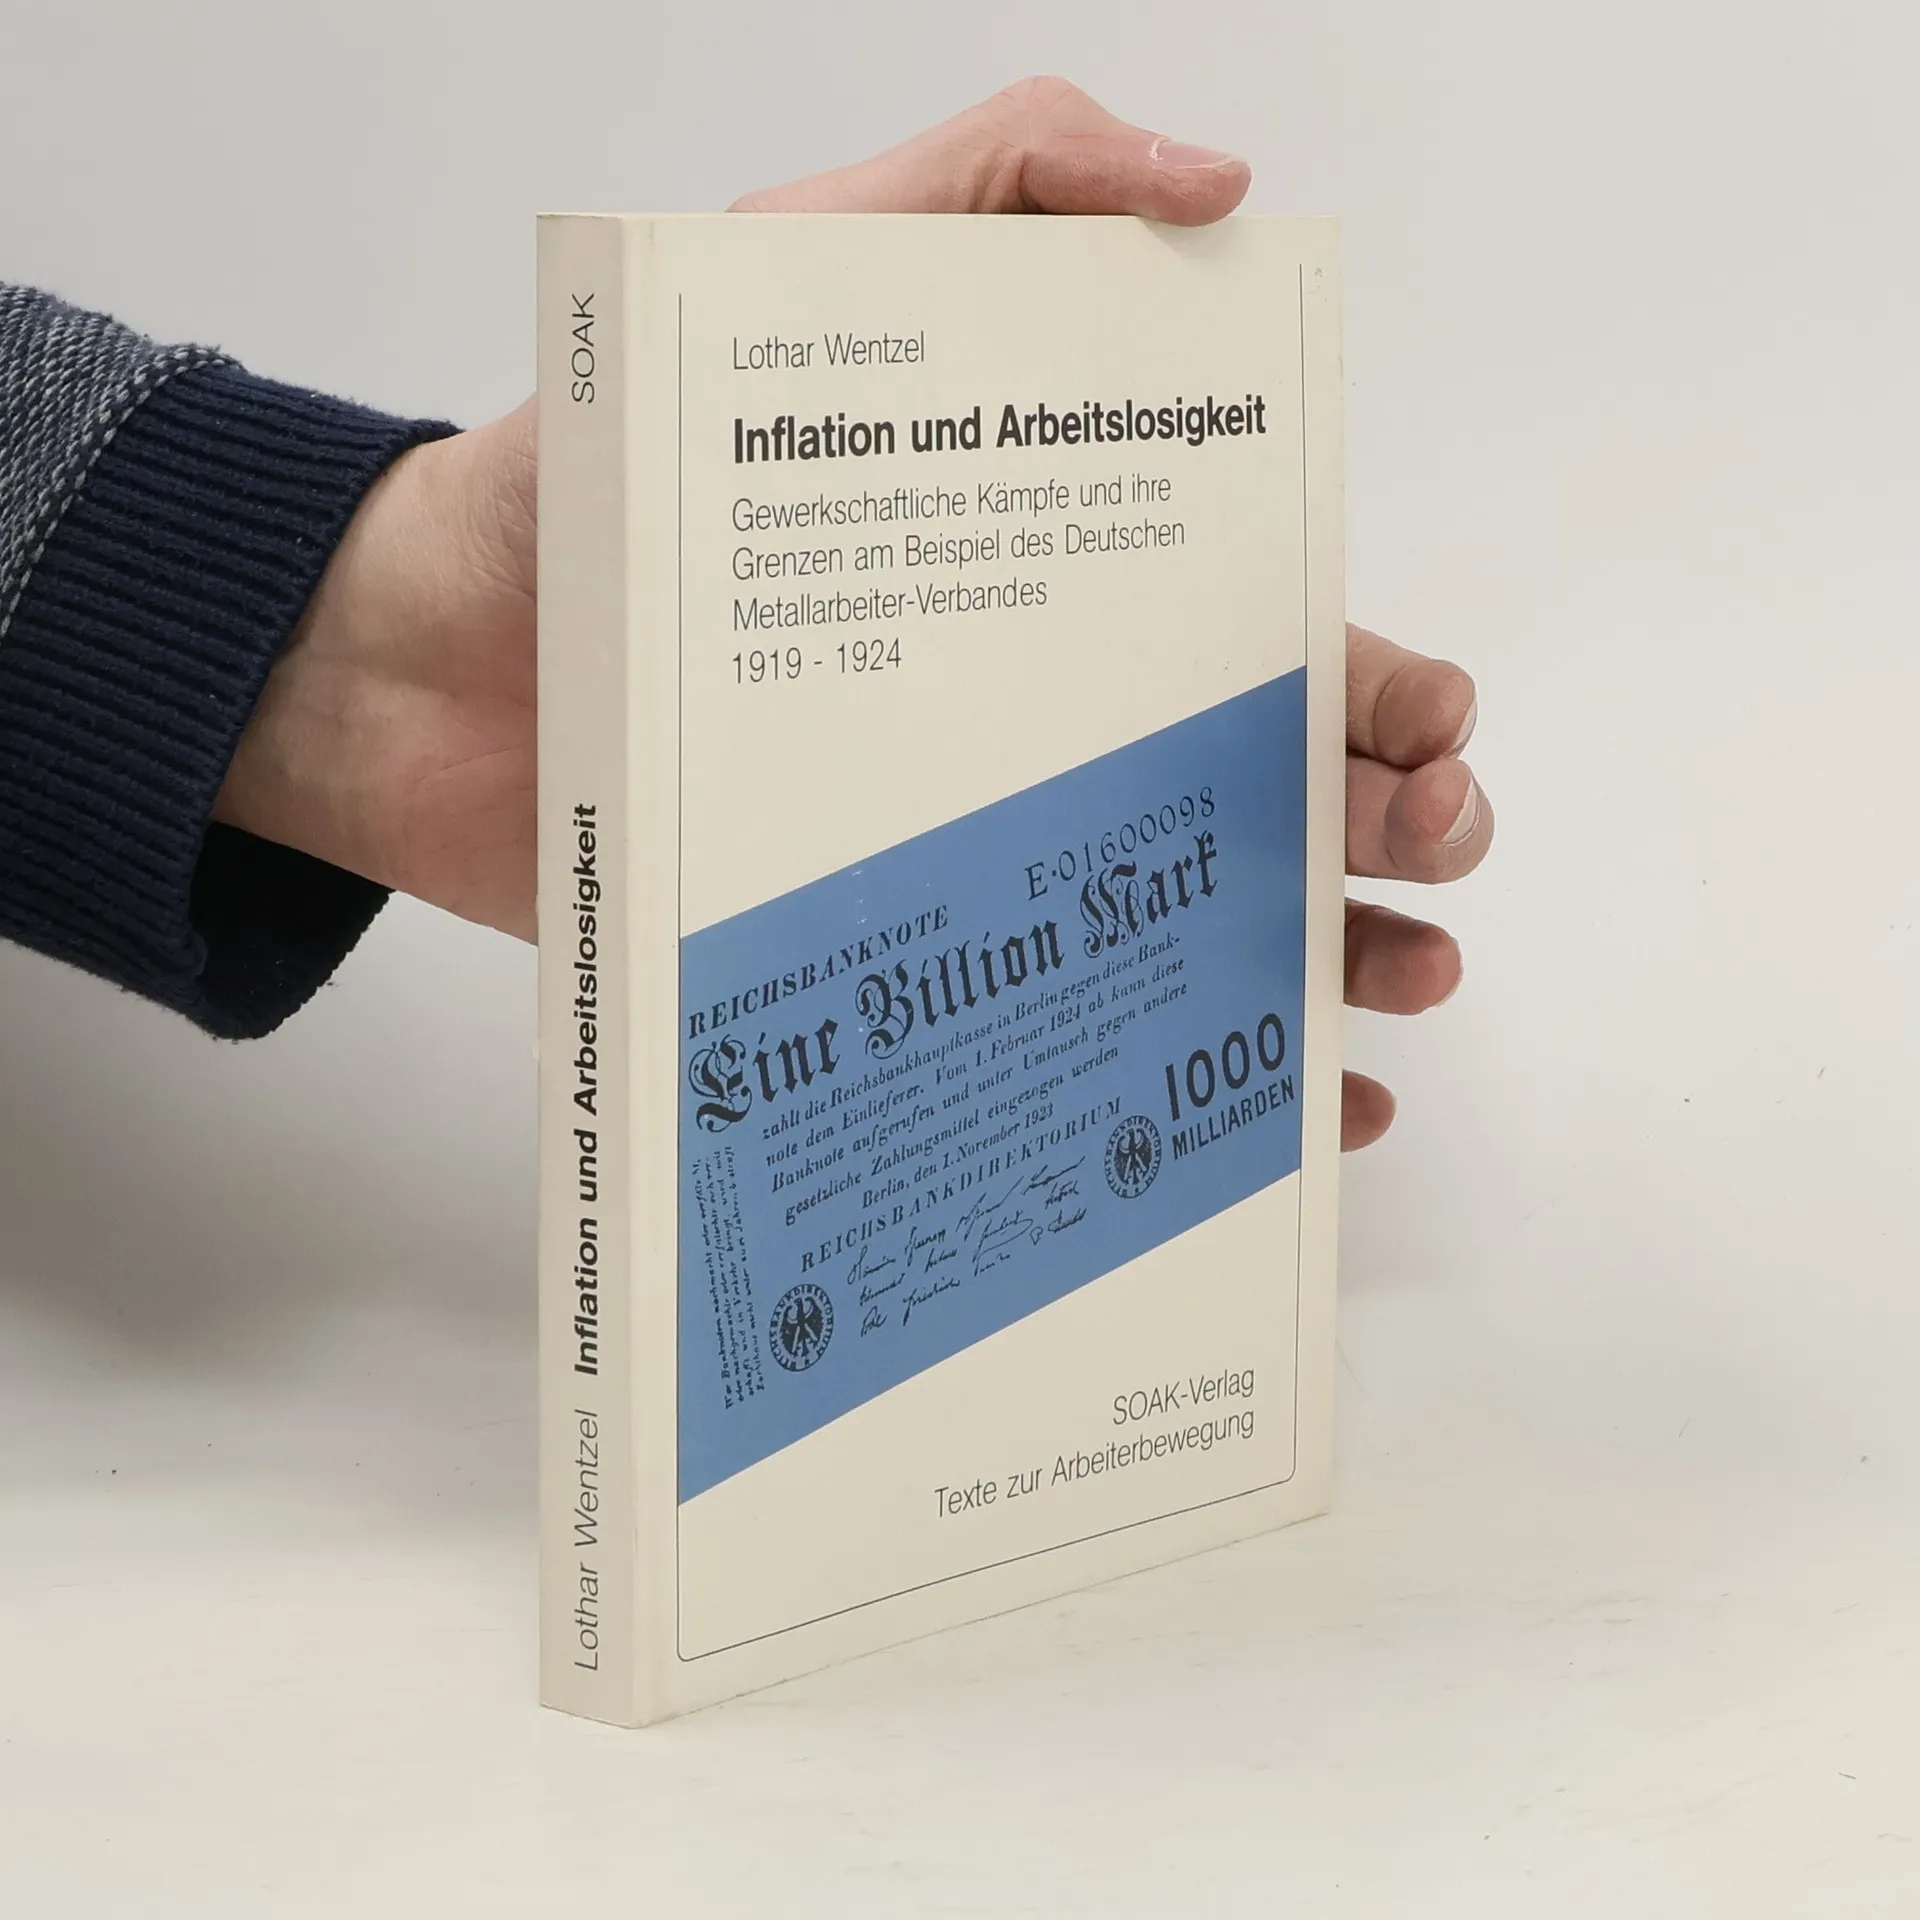 SOAK
Lothar Wentzel Inflation und Arbeitslosigkeit
Lothar Wentzel
Inflation und Arbeitslosigkeit
Gewerkschaftliche Kämpfe und ihre
Grenzen am Beispiel des Deutschen
Metallarbeiter-Verbandes
1919 - 1924
E·01600098
REICHSBANKNOTE
Eine Billion Mark
zahlt die Reichsbankhauptkasse in Berlin gegen diese Bank-
note dem Einlieferer. Vom 1. Februar 1924 ab kann diese
Banknote aufgerufen und unter Umtausch gegen andere
gesetzliche Zahlungsmittel eingezogen werden
Berlin, den 1. November 1923
REICHSBANKDIREKTORIUM
1000
MILLIARDEN
REICHSBANKDIREKTORIUM
REICHSBANKDIREKTORIUM
SOAK-Verlag
Texte zur Arbeiterbewegung